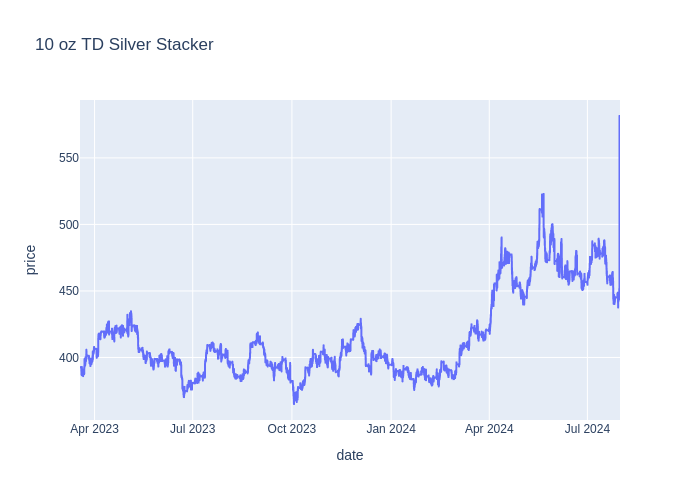 10 oz TD Silver Stacker
550
500
450
400
price
Apr 2023
Jul 2023
Oct 2023
Jan 2024
Apr 2024
Jul 2024
date